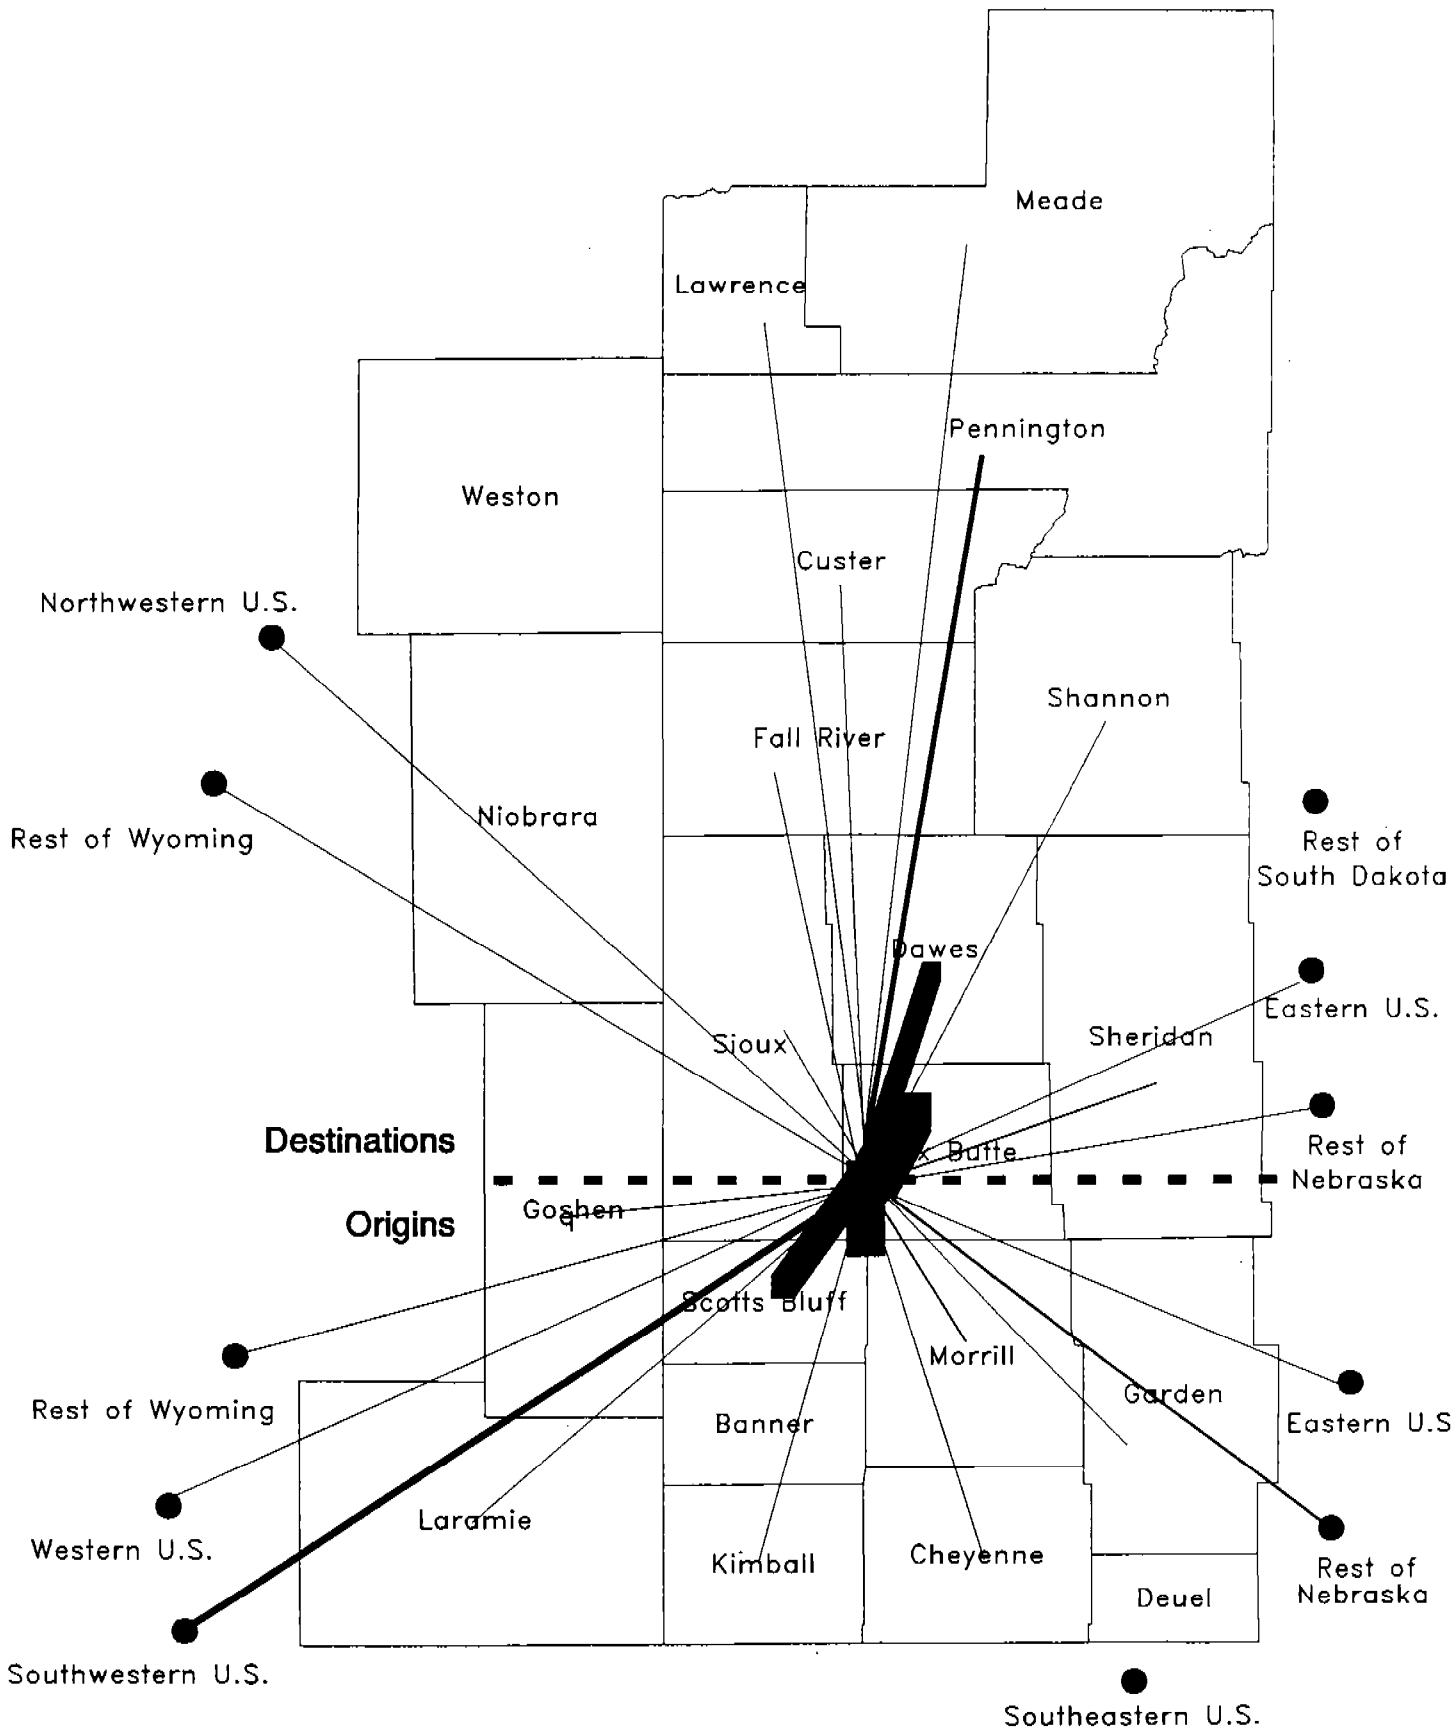 Meade
Lawrence
Pennington
Weston
Custer
Northwestern U.S.
Shannon
Fall River
Niobrara
Rest of Wyoming
Rest of
South Dakota
Dawes
Eastern U.S.
Sheridan
Sioux
Destinations
x Butte
Rest of
Nebraska
Goshen
q
Origins
Scotts Bluff
Morrill
Garden
Rest of Wyoming
Banner
Eastern U.S
Laramie
Western U.S.
Kimball
Cheyenne
Rest of
Nebraska
Deuel
Southwestern U.S.
Southeastern U.S.